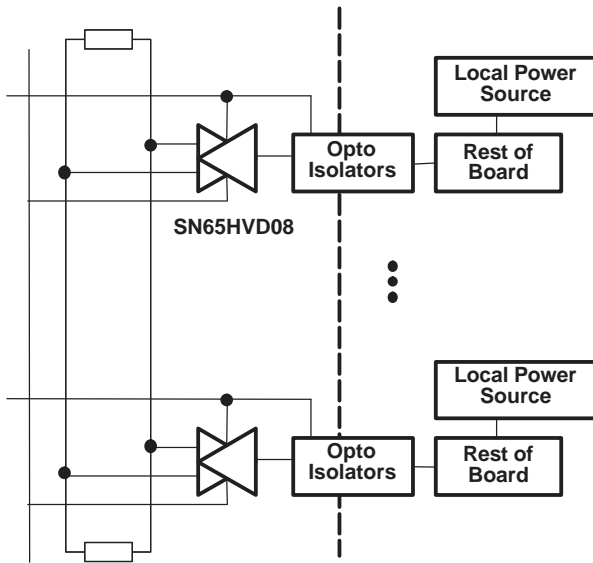 Local Power
Source
Opto
Isolators
Rest of
Board
SN65HVD08
Local Power
Source
Opto
Isolators
Rest of
Board